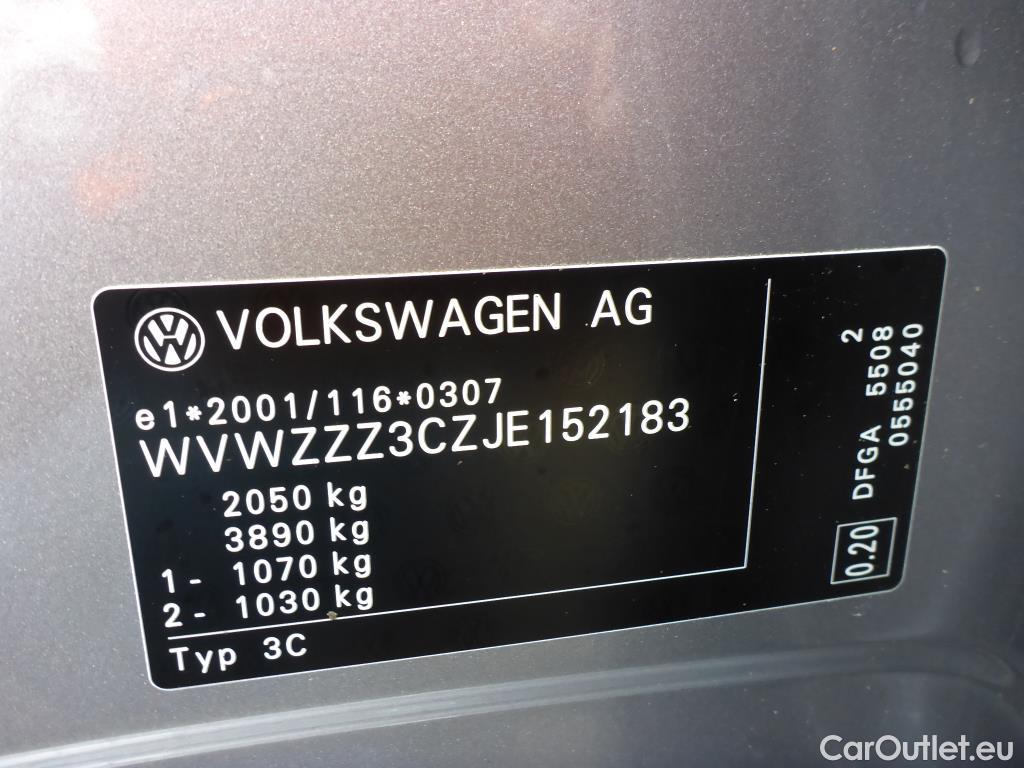 VOLKSWAGEN AG
e1*2001/116*0307
WVWZZZ3CZJE152183
2050 kg
3890 kg
1- 1070 kg
2- 1030 kg
Typ 3C
2
0.20 DFGA 5508
0555040
CarOutlet.eu